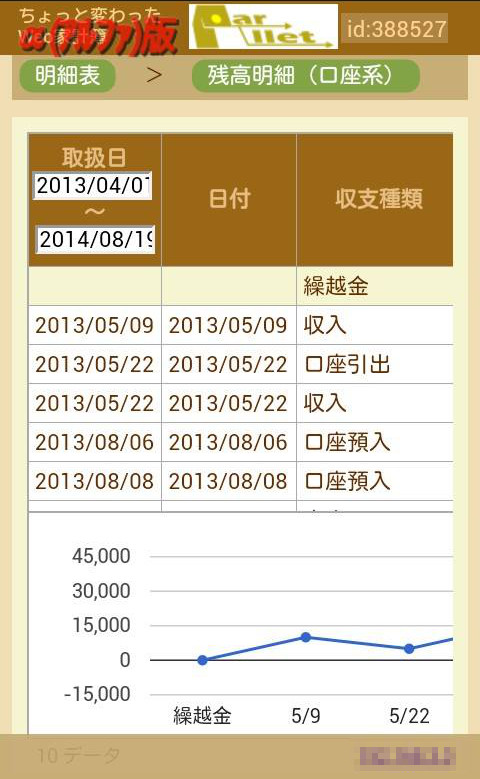 ちょっと変わった
Web家計簿
α(アルファ)版
ParWllet
id:388527
明細表 > 残高明細（口座系）
取扱日
2013/04/01
～
2014/08/19
日付
収支種類
繰越金
2013/05/09 2013/05/09 収入
2013/05/22 2013/05/22 口座引出
2013/05/22 2013/05/22 収入
2013/08/06 2013/08/06 口座預入
2013/08/08 2013/08/08 口座預入
45,000
30,000
15,000
0
-15,000
繰越金 5/9 5/22
10 データ